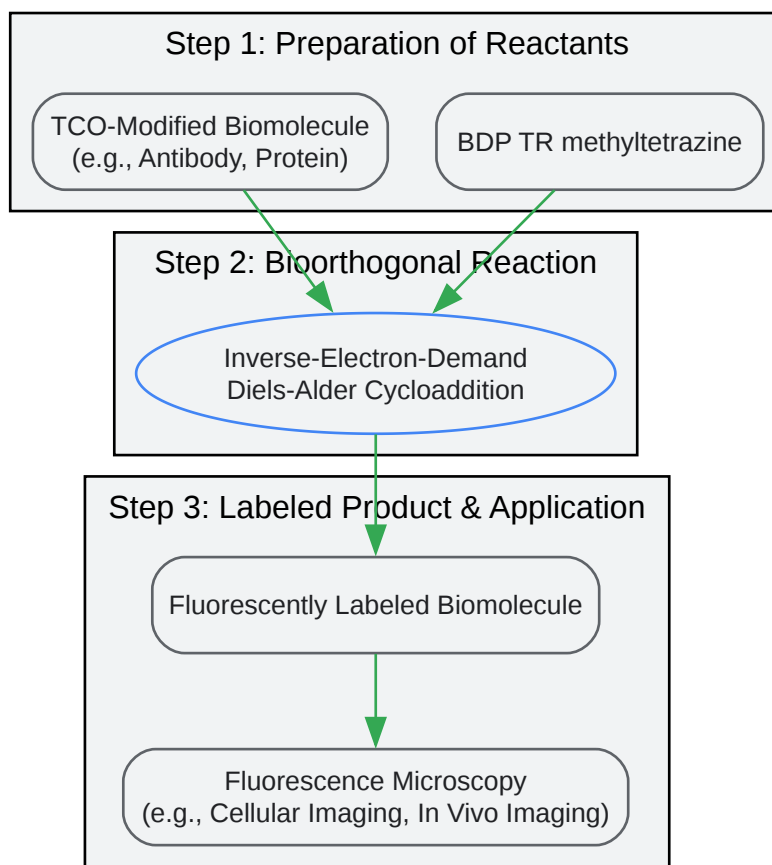 Step 1: Preparation of Reactants
TCO-Modified Biomolecule
(e.g., Antibody, Protein)
BDP TR methyltetrazine
Step 2: Bioorthogonal Reaction
Inverse-Electron-Demand
Diels-Alder Cycloaddition
Step 3: Labeled Product & Application
Fluorescently Labeled Biomolecule
Fluorescence Microscopy
(e.g., Cellular Imaging, In Vivo Imaging)